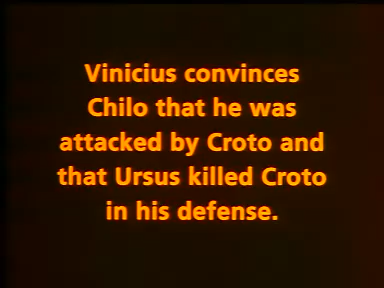 Vinicius convinces
Chilo that he was
attacked by Croto and
that Ursus killed Croto
in his defense.